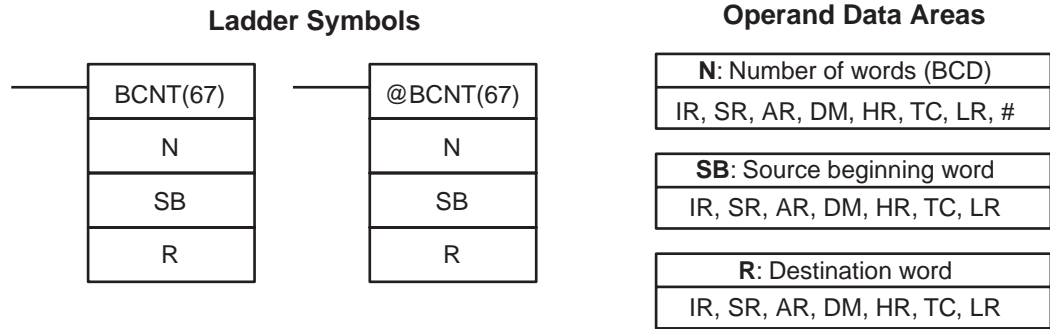 Ladder Symbols
BCNT(67)
N
SB
R
@BCNT(67)
N
SB
R
Operand Data Areas
N: Number of words (BCD)
IR, SR, AR, DM, HR, TC, LR, #
SB: Source beginning word
IR, SR, AR, DM, HR, TC, LR
R: Destination word
IR, SR, AR, DM, HR, TC, LR